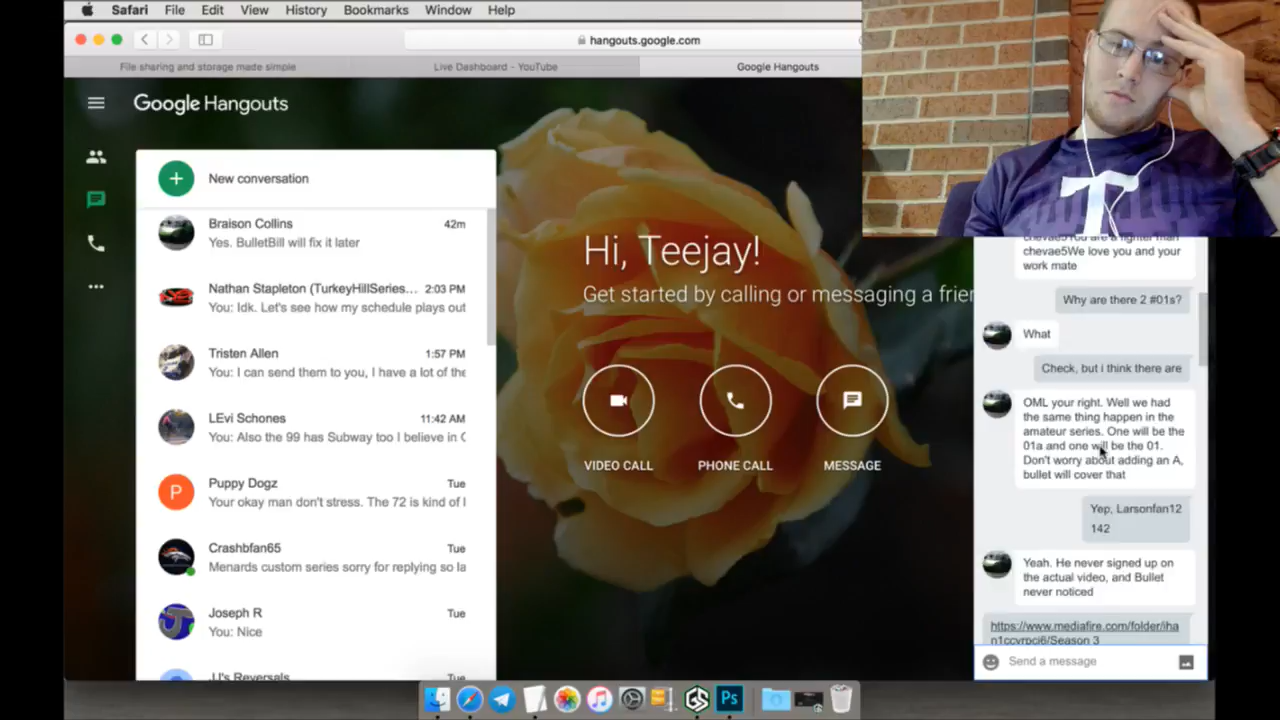 Safari File Edit View History Bookmarks Window Help
hangouts.google.com
File sharing and storage made simple
Live Dashboard - YouTube
Google Hangouts
Google Hangouts
New conversation
Braison Collins 42m
Yes. BulletBill will fix it later
Nathan Stapleton (TurkeyHillSeries... 2:03 PM
You: Idk. Let's see how my schedule plays out
Tristen Allen 1:57 PM
You: I can send them to you, I have a lot of the
LEvi Schones 11:42 AM
You: Also the 99 has Subway too I believe in C
P
Puppy Dogz Tue
Your okay man don't stress. The 72 is kind of l
Crashbfan65 Tue
Menards custom series sorry for replying so la
Joseph R Tue
You: Nice
JJ's Reversals
Hi, Teejay!
Get started by calling or messaging a frien
VIDEO CALL
PHONE CALL
MESSAGE
T
chevae5You are a fighter man
chevae5We love you and your
work mate
Why are there 2 #01s?
What
Check, but i think there are
OML your right. Well we had
the same thing happen in the
amateur series. One will be the
01a and one will be the 01.
Don't worry about adding an A,
bullet will cover that
Yep, Larsonfan12
142
Yeah. He never signed up on
the actual video, and Bullet
never noticed
https://www.mediafire.com/folder/iha
n1ccvrpci6/Season 3
Send a message
Ps